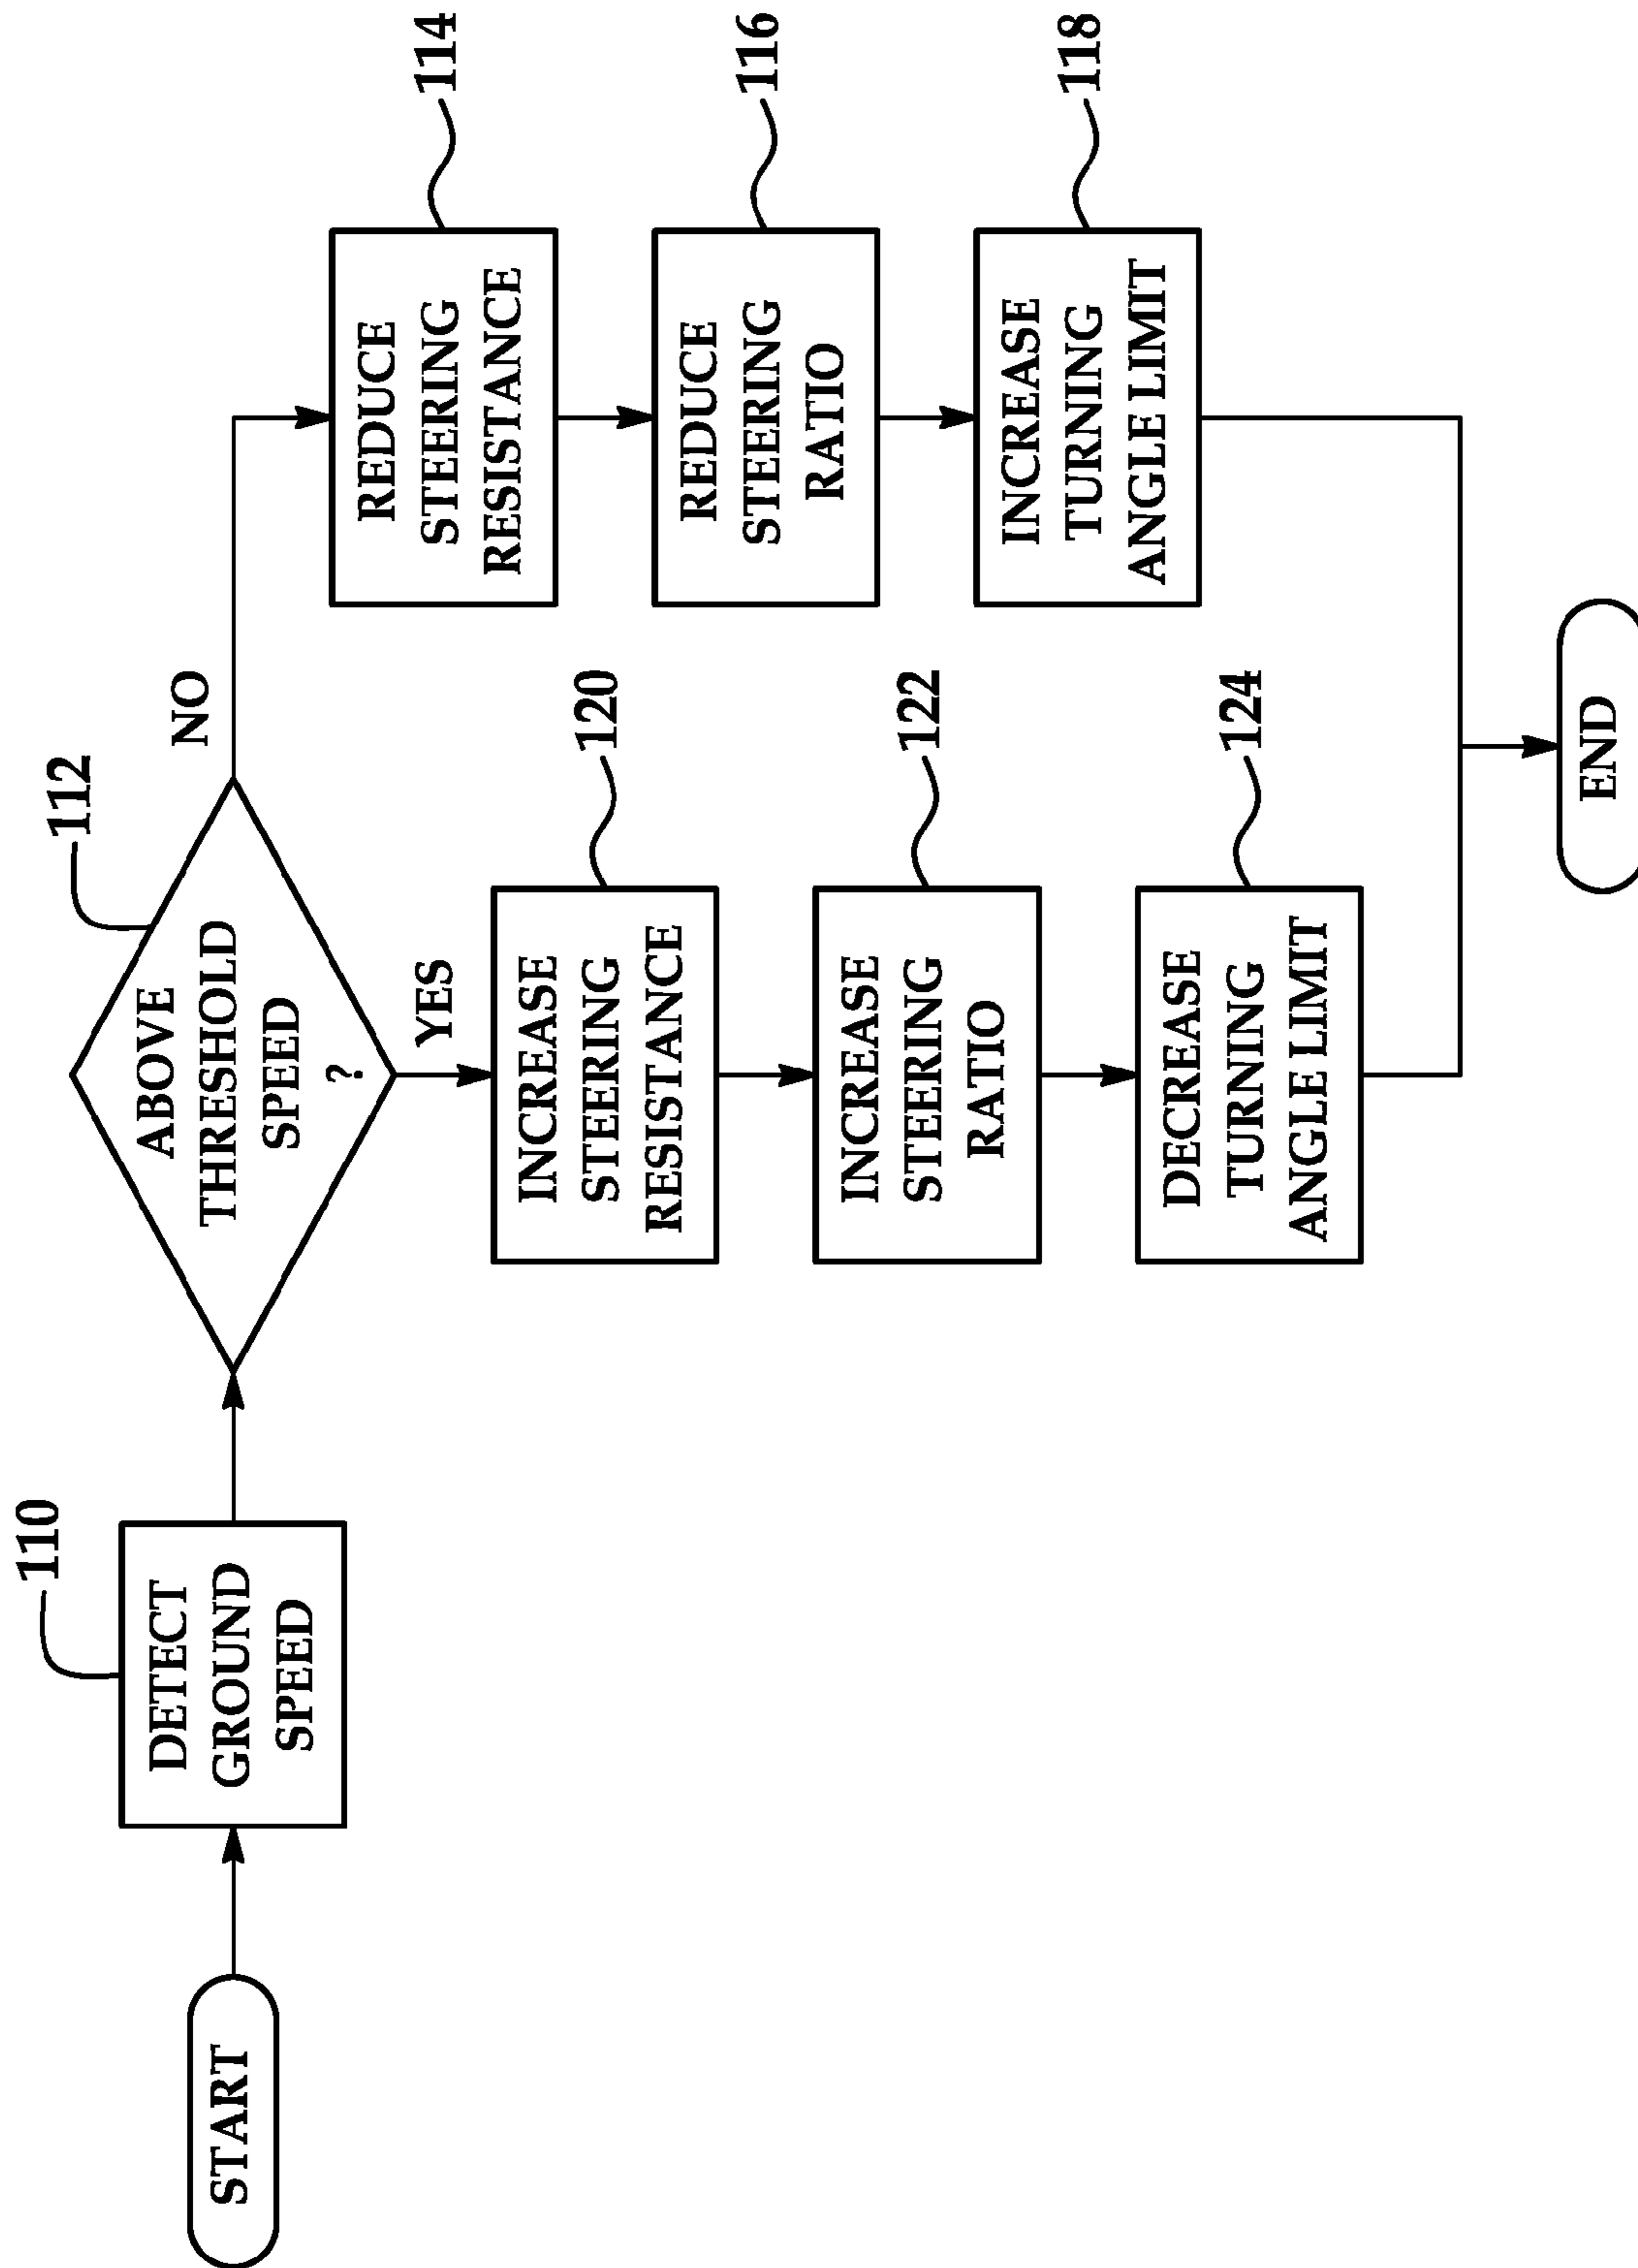 START
110
DETECT
GROUND
SPEED
112
ABOVE
THRESHOLD
SPEED
?
NO
YES
114
REDUCE
STEERING
RESISTANCE
116
REDUCE
STEERING
RATIO
118
INCREASE
TURNING
ANGLE LIMIT
120
INCREASE
STEERING
RESISTANCE
122
INCREASE
STEERING
RATIO
124
DECREASE
TURNING
ANGLE LIMIT
END